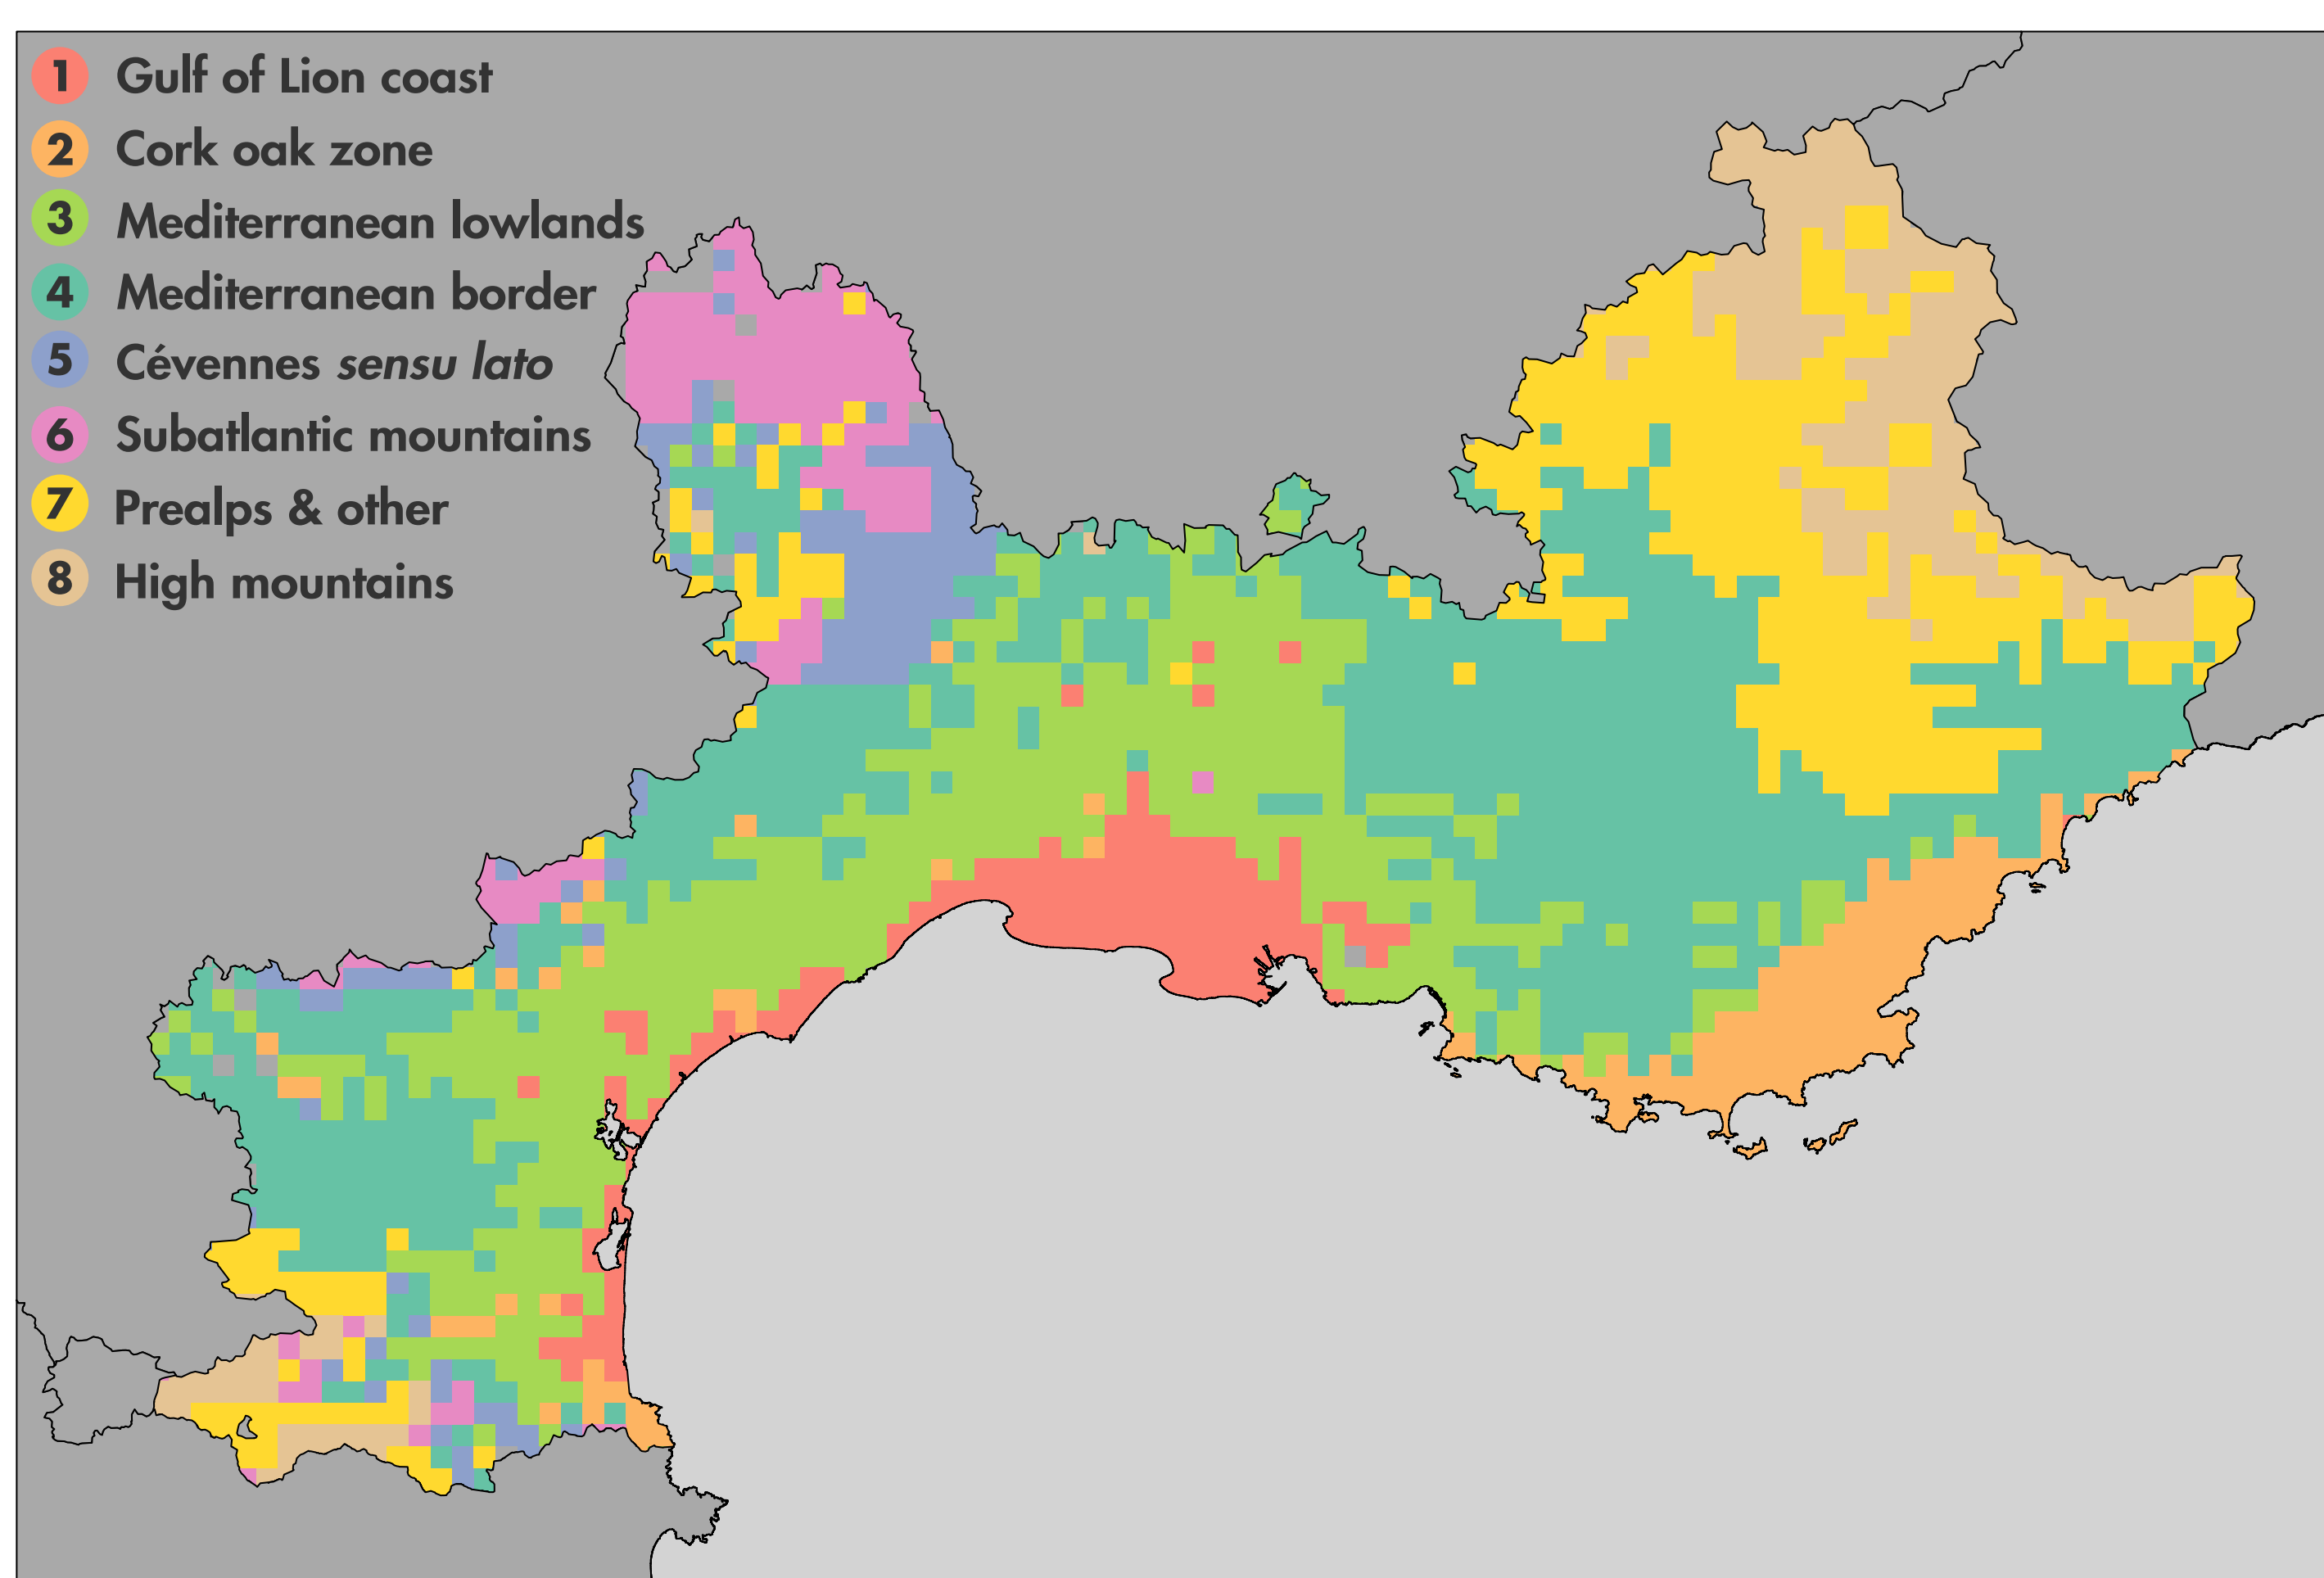 1 Gulf of Lion coast
2 Cork oak zone
3 Mediterranean lowlands
4 Mediterranean border
5 Cévennes sensu lato
6 Subatlantic mountains
7 Prealps & other
8 High mountains